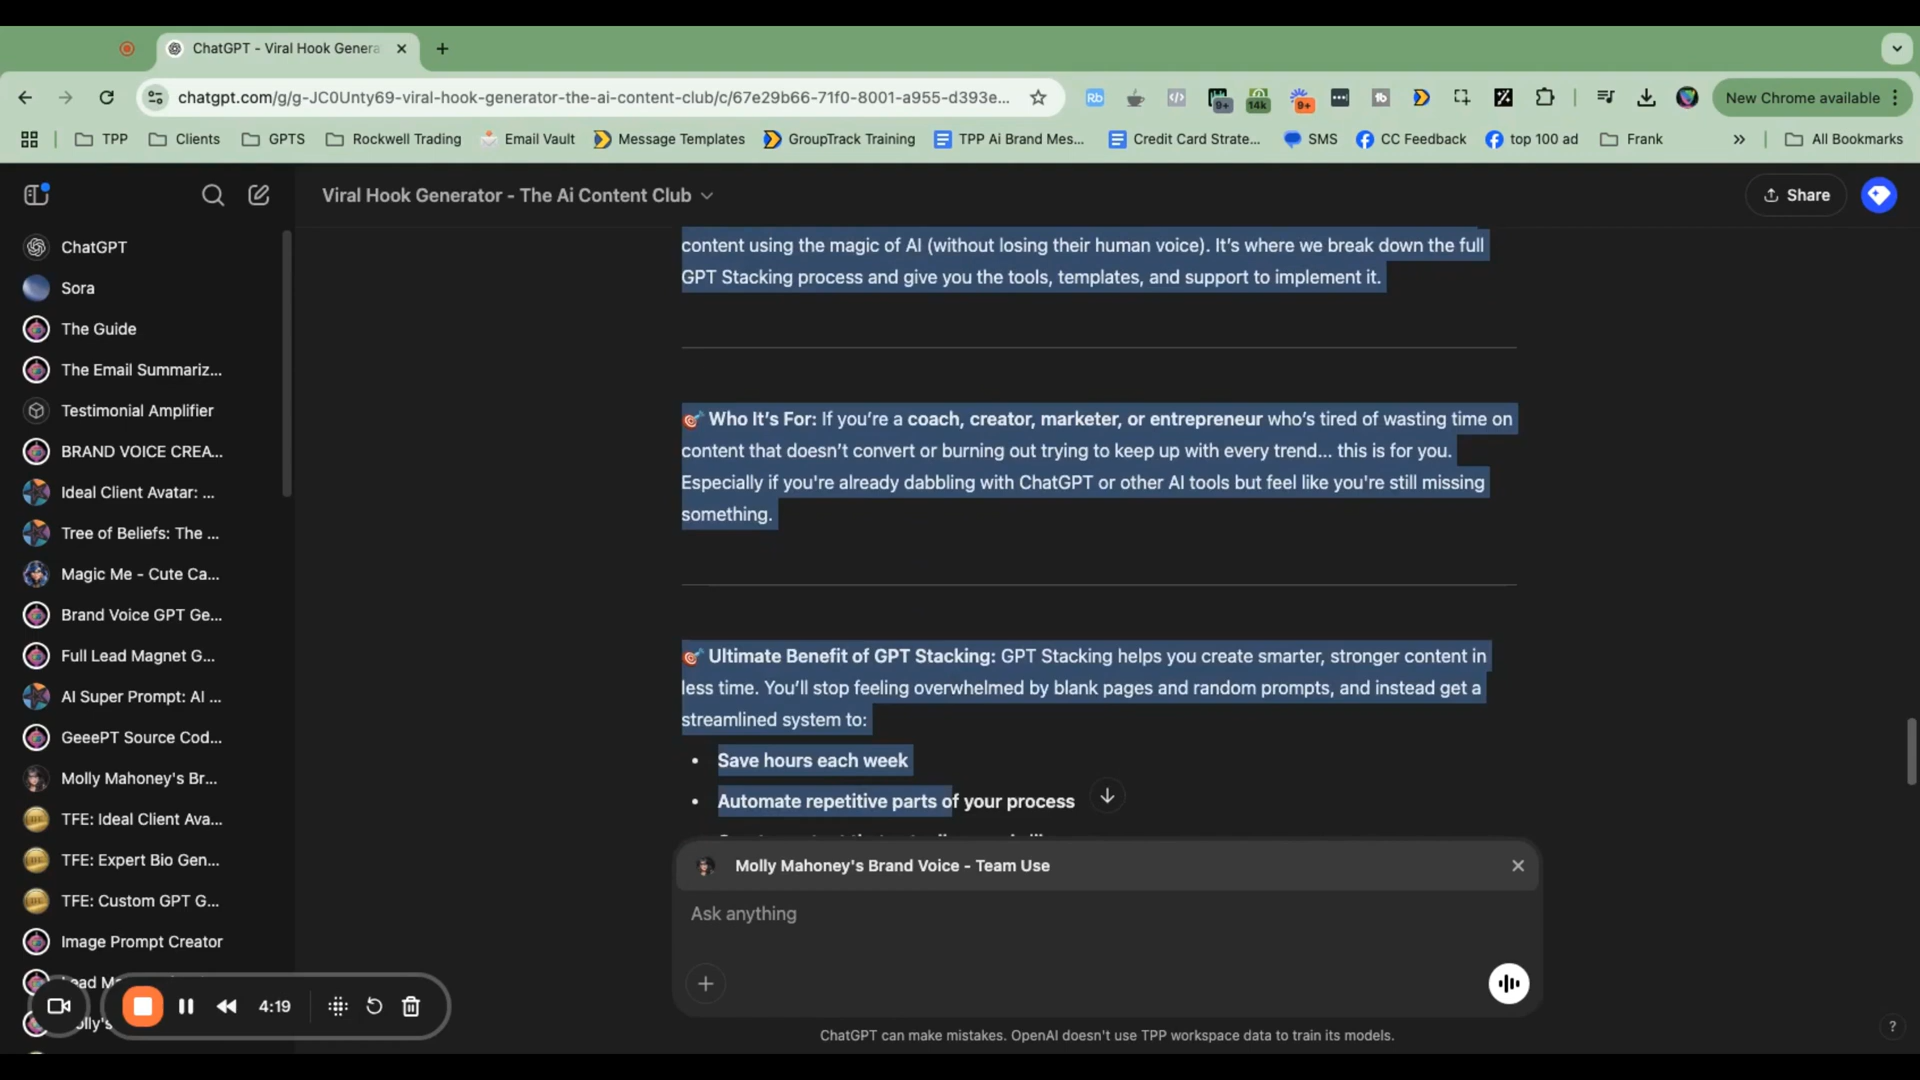 ChatGPT - Viral Hook Genera
chatgpt.com/g/g-JC0Unty69-viral-hook-generator-the-ai-content-club/c/67e29b66-71f0-8001-a955-d393e...
Rb
9+
14k
9+
tb
New Chrome available
TPP
Clients
GPTS
Rockwell Trading
Email Vault
Message Templates
GroupTrack Training
TPP Ai Brand Mes...
Credit Card Strate...
SMS
CC Feedback
top 100 ad
Frank
»
All Bookmarks
Viral Hook Generator - The Ai Content Club
Share
ChatGPT
Sora
The Guide
The Email Summariz...
Testimonial Amplifier
BRAND VOICE CREA...
Ideal Client Avatar: ...
Tree of Beliefs: The ...
Magic Me - Cute Ca...
Brand Voice GPT Ge...
Full Lead Magnet G...
AI Super Prompt: AI ...
GeeePT Source Cod...
Molly Mahoney's Br...
TFE: Ideal Client Ava...
TFE: Expert Bio Gen...
TFE: Custom GPT G...
Image Prompt Creator
4:19
content using the magic of AI (without losing their human voice). It's where we break down the full
GPT Stacking process and give you the tools, templates, and support to implement it.
🎯 Who It's For: If you're a coach, creator, marketer, or entrepreneur who's tired of wasting time on
content that doesn't convert or burning out trying to keep up with every trend... this is for you.
Especially if you're already dabbling with ChatGPT or other AI tools but feel like you're still missing
something.
🎯 Ultimate Benefit of GPT Stacking: GPT Stacking helps you create smarter, stronger content in
less time. You'll stop feeling overwhelmed by blank pages and random prompts, and instead get a
streamlined system to:
• Save hours each week
• Automate repetitive parts of your process
Molly Mahoney's Brand Voice - Team Use
Ask anything
ChatGPT can make mistakes. OpenAI doesn't use TPP workspace data to train its models.
?